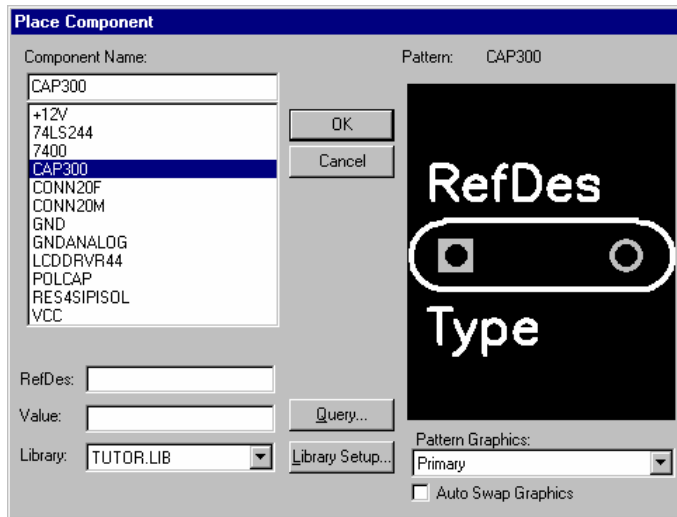 Place Component
Component Name:
CAP300
+12V
74LS244
7400
CAP300
CONN20F
CONN20M
GND
GNDANALOG
LCDDRVR44
POLCAP
RES4SIPISOL
VCC
OK
Cancel
RefDes:
Value:
Query...
Library:
TUTOR.LIB
Library Setup...
Pattern: CAP300
RefDes
Type
Pattern Graphics:
Primary
Auto Swap Graphics